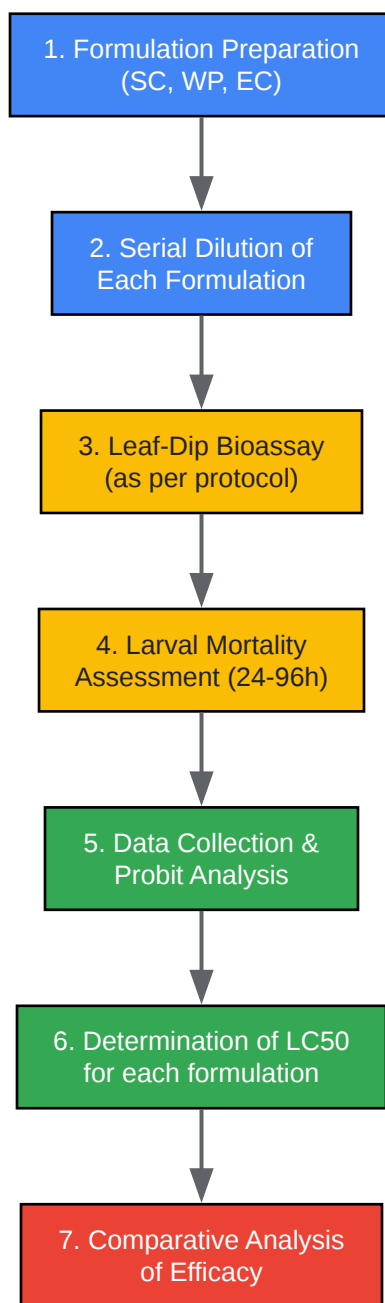 1. Formulation Preparation
(SC, WP, EC)
2. Serial Dilution of
Each Formulation
3. Leaf-Dip Bioassay
(as per protocol)
4. Larval Mortality
Assessment (24-96h)
5. Data Collection &
Probit Analysis
6. Determination of LC50
for each formulation
7. Comparative Analysis
of Efficacy